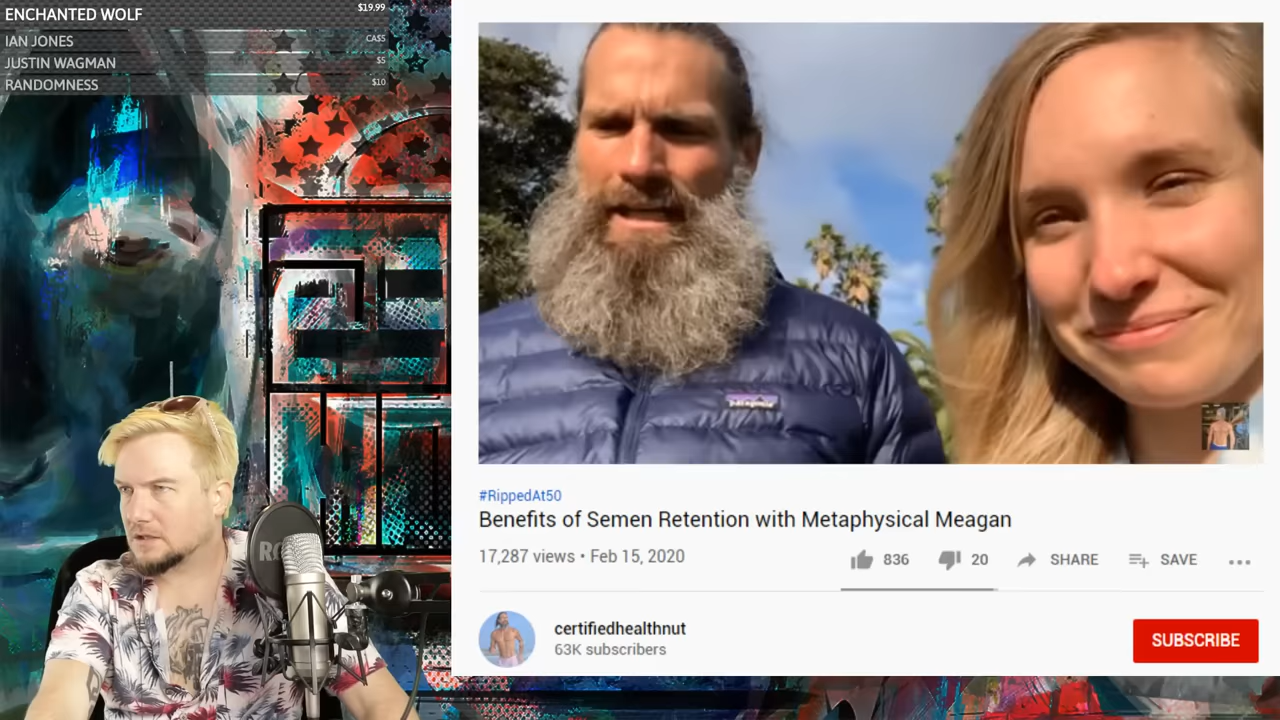 ENCHANTED WOLF $19.99
IAN JONES CA$5
JUSTIN WAGMAN $5
RANDOMNESS $10
patagonia
#RippedAt50
Benefits of Semen Retention with Metaphysical Meagan
17,287 views • Feb 15, 2020
836 20 SHARE SAVE
certifiedhealthnut
63K subscribers
SUBSCRIBE